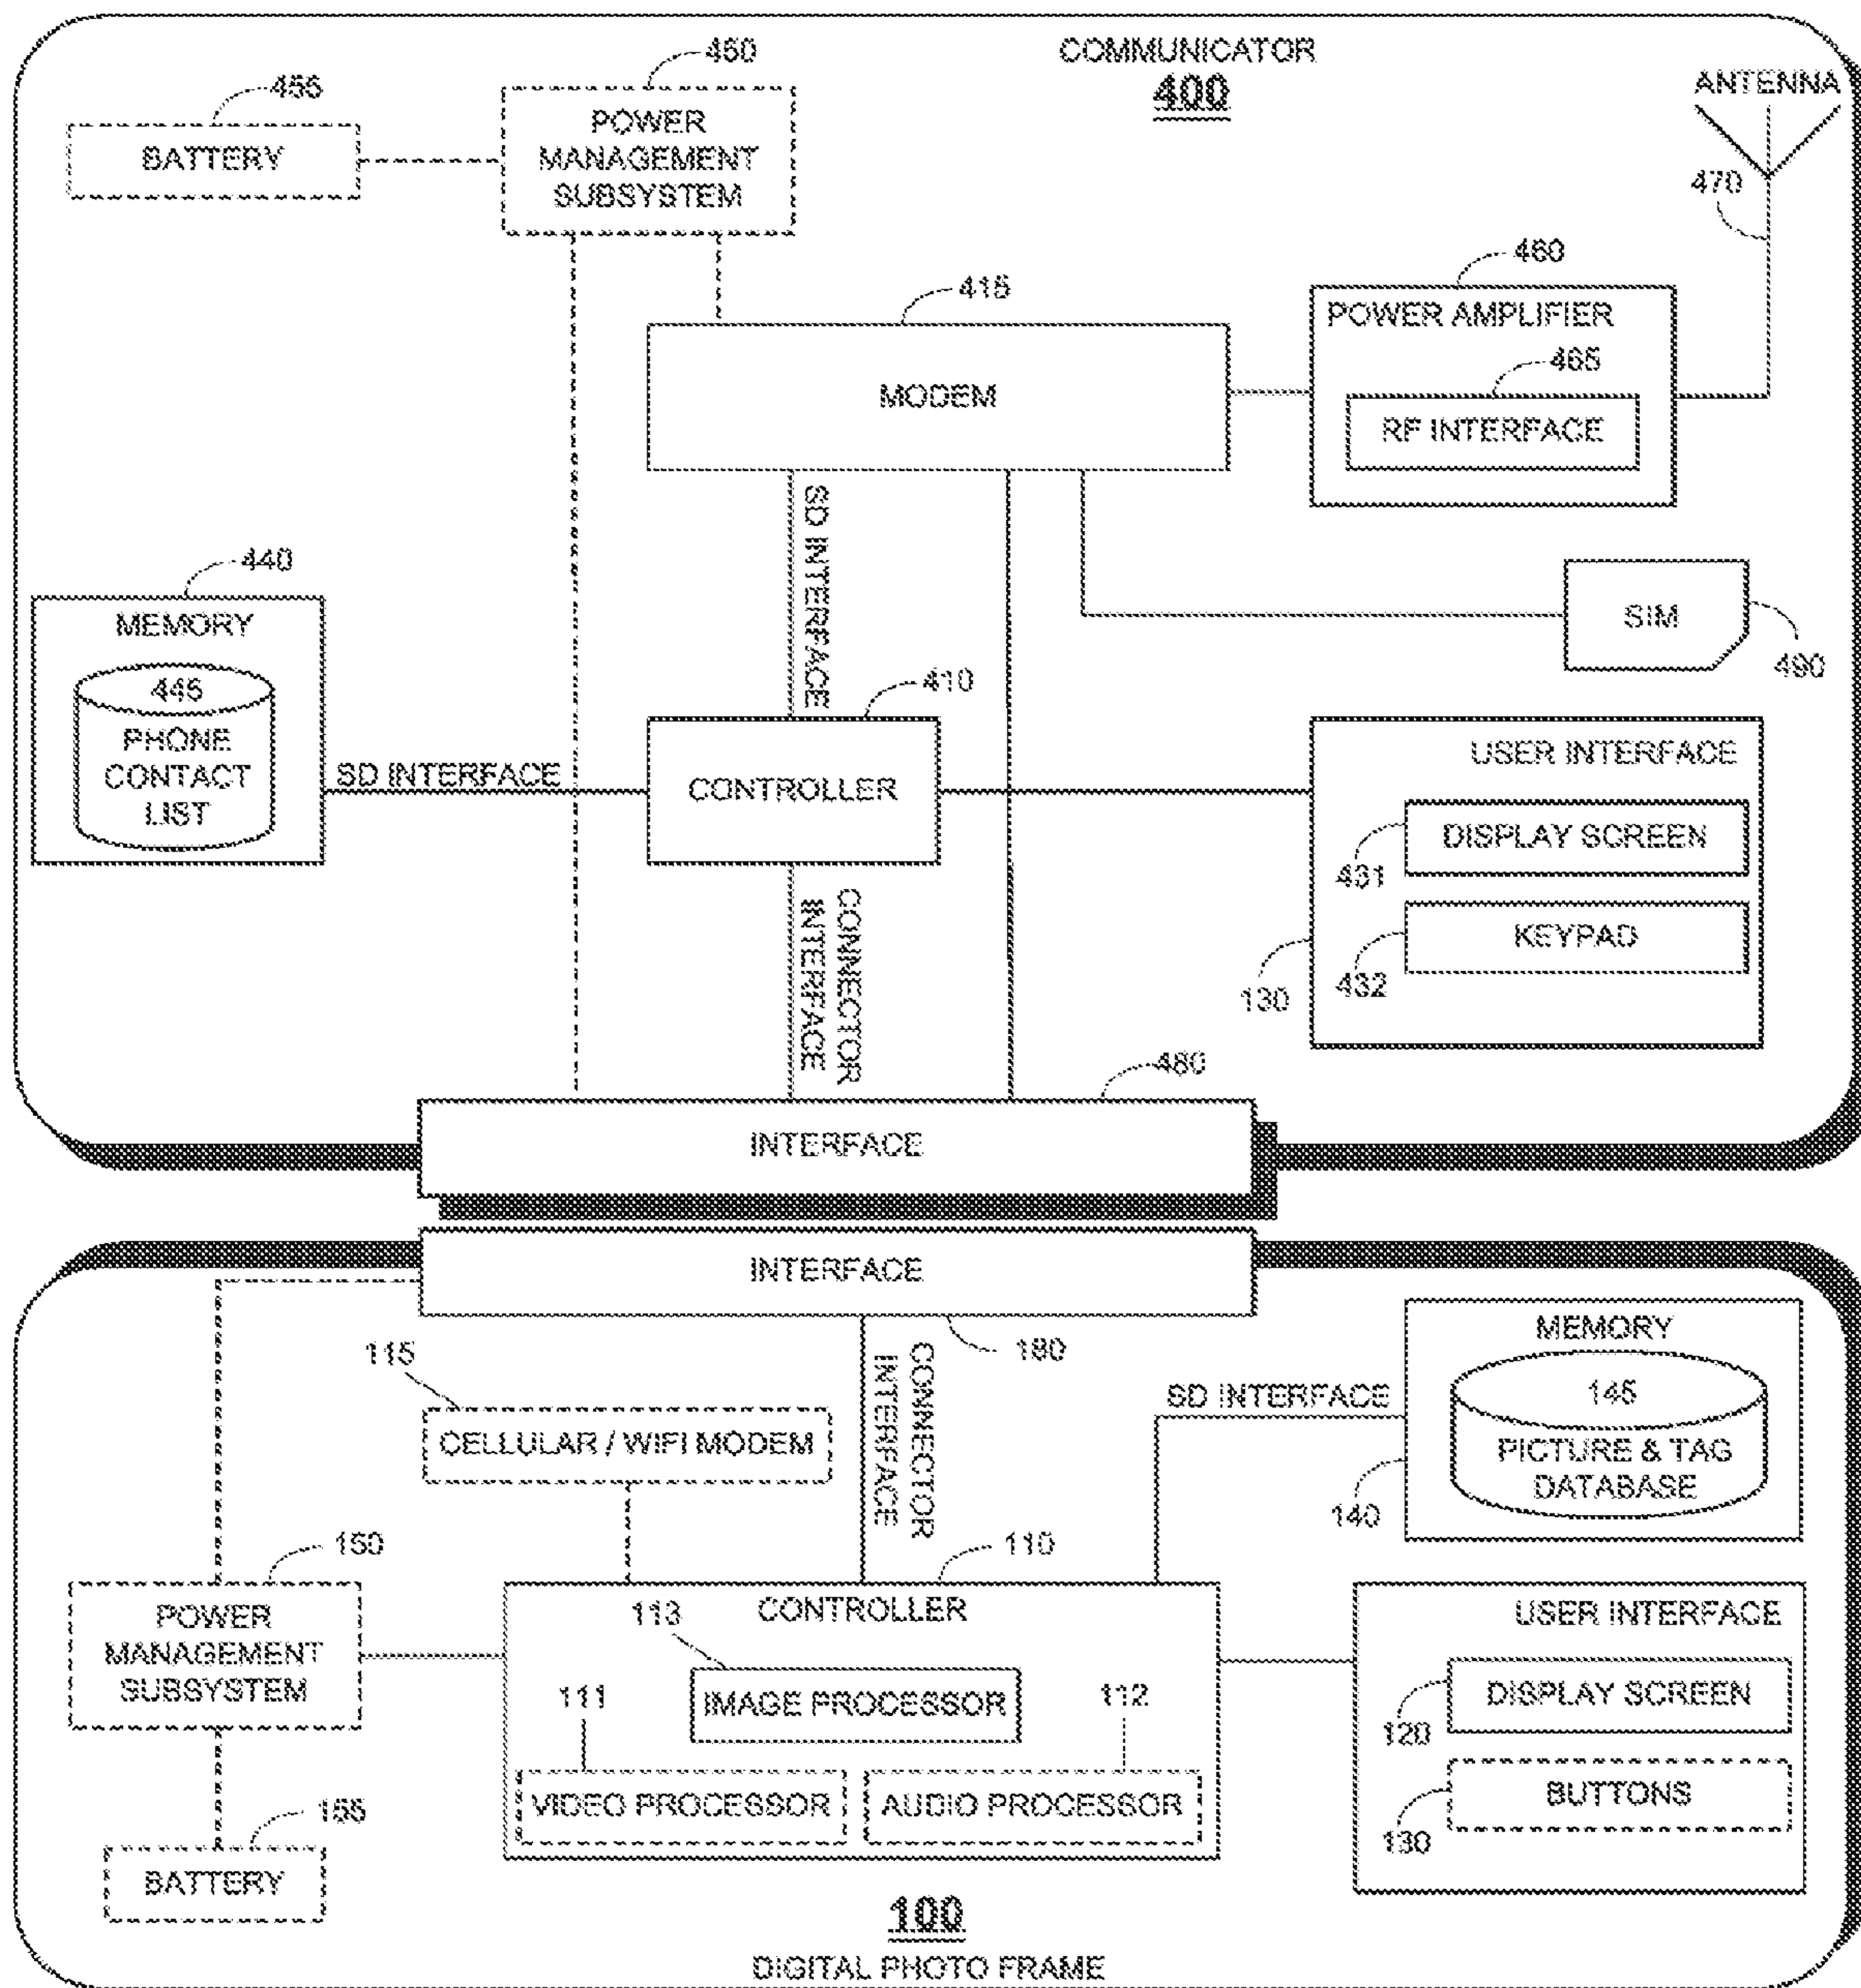 COMMUNICATOR
400
ANTENNA
450
455
BATTERY
POWER
MANAGEMENT
SUBSYSTEM
470
460
415
POWER AMPLIFIER
465
MODEM
RF INTERFACE
SD INTERFACE
440
MEMORY
445
PHONE
CONTACT
LIST
SIM
490
410
SD INTERFACE
CONTROLLER
USER INTERFACE
DISPLAY SCREEN
431
KEYPAD
432
130
CONNECTOR
INTERFACE
480
INTERFACE
INTERFACE
180
115
CELLULAR / WIFI MODEM
CONNECTOR
INTERFACE
SD INTERFACE
MEMORY
145
PICTURE & TAG
DATABASE
140
150
POWER
MANAGEMENT
SUBSYSTEM
110
CONTROLLER
113
IMAGE PROCESSOR
111
112
VIDEO PROCESSOR
AUDIO PROCESSOR
USER INTERFACE
DISPLAY SCREEN
120
BUTTONS
130
155
BATTERY
100
DIGITAL PHOTO FRAME